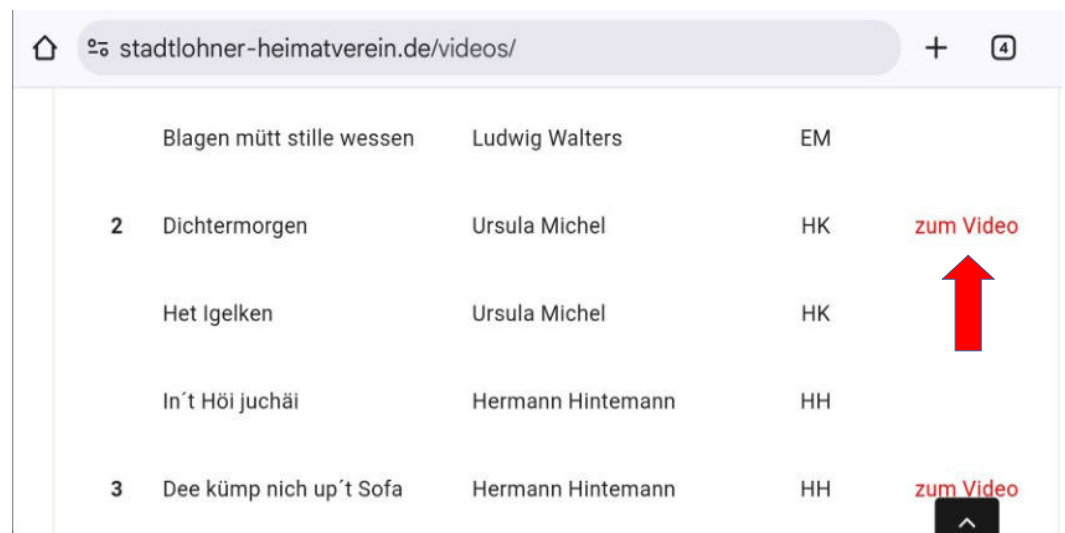 stadtlohner-heimatverein.de/videos/ 4
Blagen mütt stille wessen Ludwig Walters EM
2 Dichtermorgen Ursula Michel HK zum Video
Het Igelken Ursula Michel HK
In´t Höi juchäi Hermann Hintemann HH
3 Dee kümp nich up´t Sofa Hermann Hintemann HH zum Video